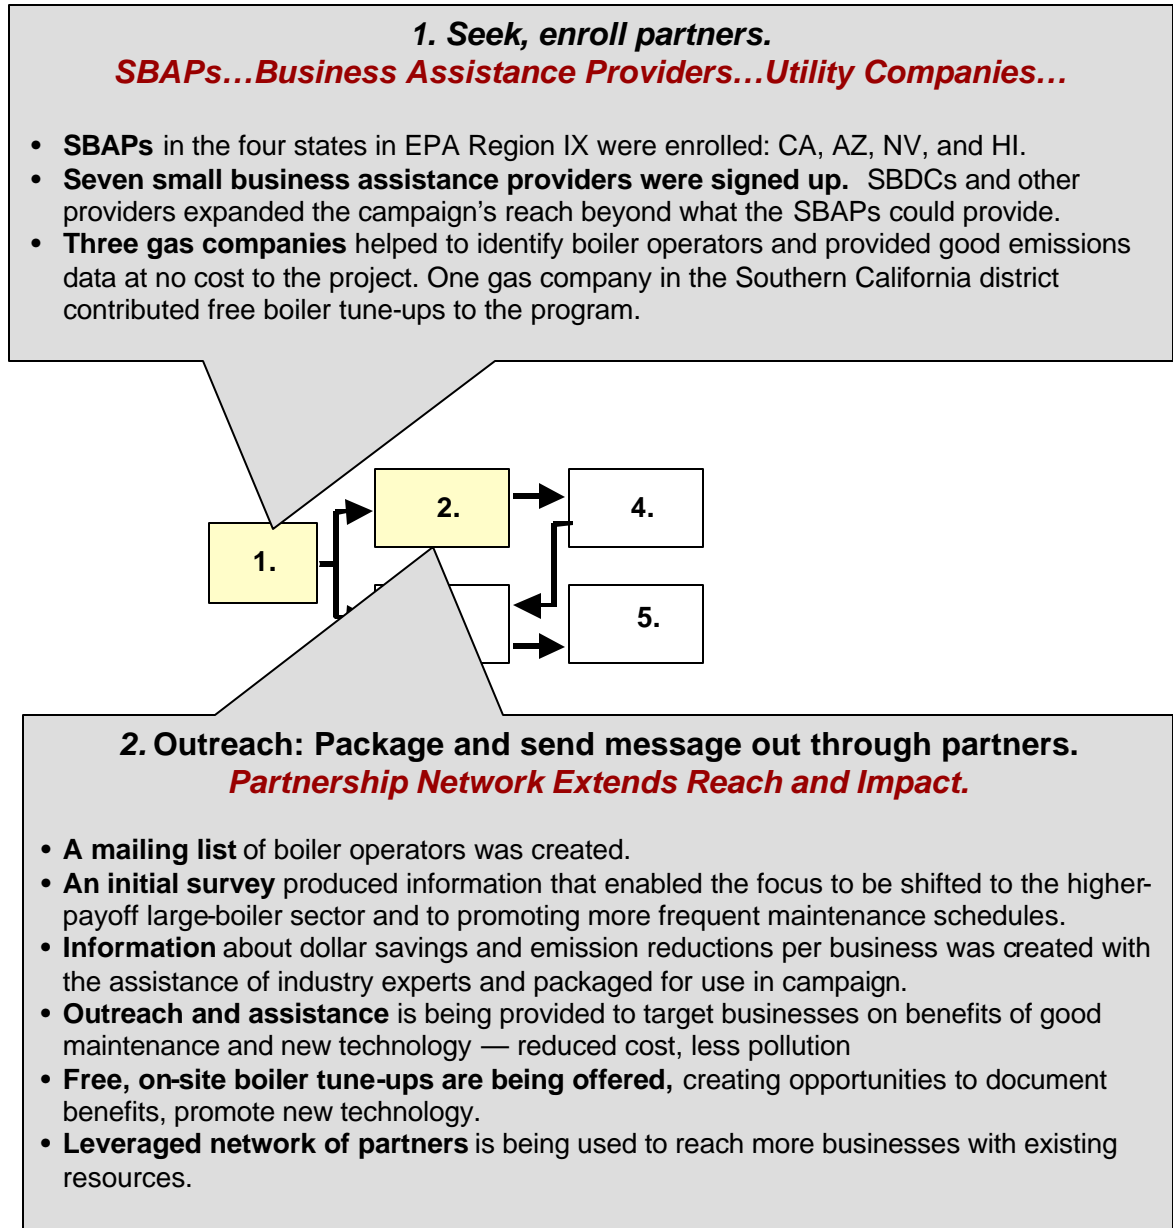 1. Seek, enroll partners.
SBAPs…Business Assistance Providers…Utility Companies…
• SBAPs in the four states in EPA Region IX were enrolled: CA, AZ, NV, and HI.
• Seven small business assistance providers were signed up. SBDCs and other
providers expanded the campaign's reach beyond what the SBAPs could provide.
• Three gas companies helped to identify boiler operators and provided good emissions
data at no cost to the project. One gas company in the Southern California district
contributed free boiler tune-ups to the program.
2.
4.
1.
5.
2. Outreach: Package and send message out through partners.
Partnership Network Extends Reach and Impact.
• A mailing list of boiler operators was created.
• An initial survey produced information that enabled the focus to be shifted to the higher-
payoff large-boiler sector and to promoting more frequent maintenance schedules.
• Information about dollar savings and emission reductions per business was created with
the assistance of industry experts and packaged for use in campaign.
• Outreach and assistance is being provided to target businesses on benefits of good
maintenance and new technology — reduced cost, less pollution
• Free, on-site boiler tune-ups are being offered, creating opportunities to document
benefits, promote new technology.
• Leveraged network of partners is being used to reach more businesses with existing
resources.